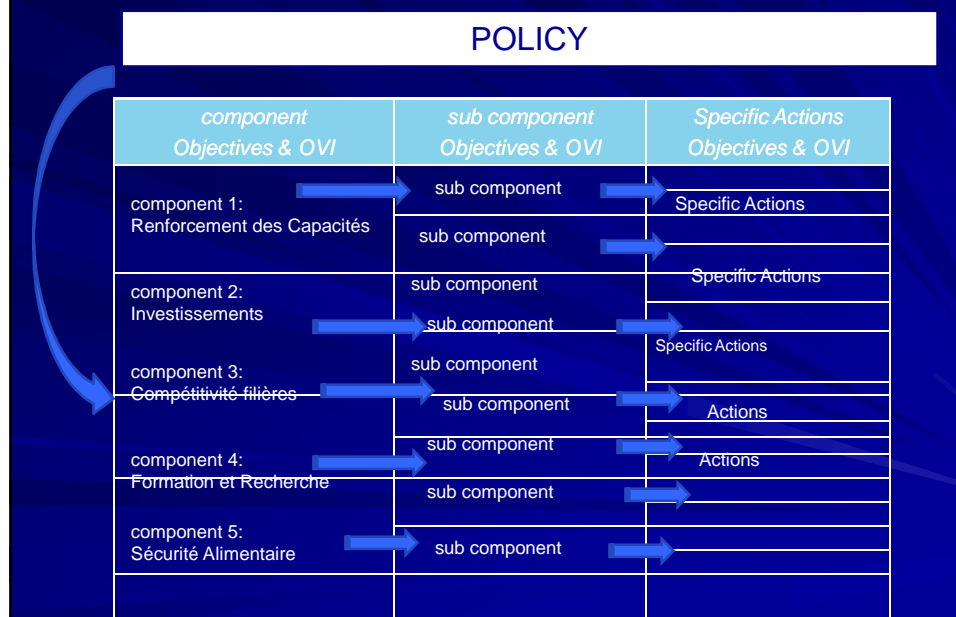 POLICY
component
Objectives & OVI
sub component
Objectives & OVI
Specific Actions
Objectives & OVI
component 1:
Renforcement des Capacités
sub component
Specific Actions
sub component
component 2:
Investissements
sub component
Specific Actions
sub component
component 3:
Compétitivité filières
sub component
Specific Actions
sub component
Actions
component 4:
Formation et Recherche
sub component
Actions
sub component
component 5:
Sécurité Alimentaire
sub component